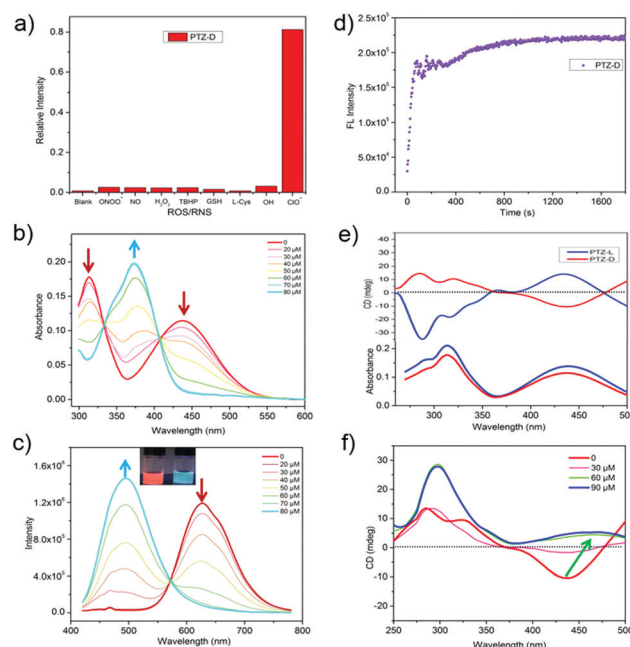 a)
PTZ-D
Relative Intensity
0.8
0.6
0.4
0.2
0.0
Blank ONOO⁻ NO H₂O₂ TBHP GSH L-Cys OH ClO⁻
ROS/RNS
d)
PTZ-D
FL Intensity
2.5x10⁵
2.0x10⁵
1.5x10⁵
1.0x10⁵
5.0x10⁴
0 400 800 1200 1600
Time (s)
b)
0
20 µM
30 µM
40 µM
50 µM
60 µM
70 µM
80 µM
Absorbance
0.20
0.15
0.10
0.05
0.00
300 350 400 450 500 550 600
Wavelength (nm)
e)
PTZ-L
PTZ-D
CD (mdeg)
40
30
20
10
0
-10
-20
-30
Absorbance
0.2
0.1
0.0
250 300 350 400 450 500
Wavelength (nm)
c)
0
20 µM
30 µM
40 µM
50 µM
60 µM
70 µM
80 µM
Intensity
1.6x10⁶
1.2x10⁶
8.0x10⁵
4.0x10⁵
0.0
400 500 600 700 800
Wavelength (nm)
f)
0
30 µM
60 µM
90 µM
CD (mdeg)
50
40
30
20
10
0
-10
-20
250 300 350 400 450 500
Wavelength (nm)